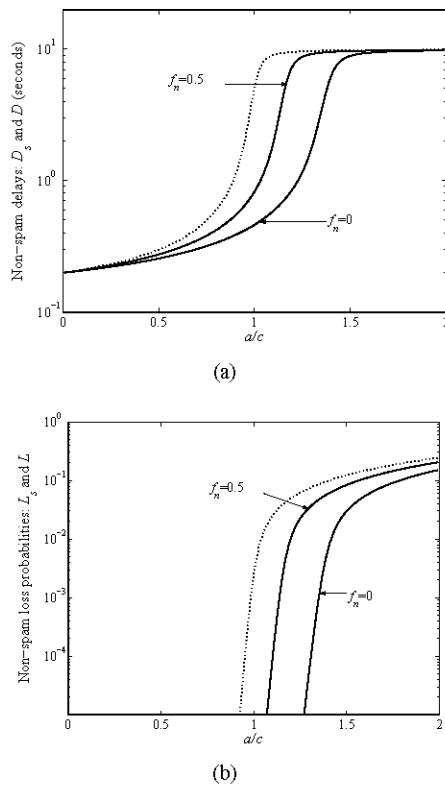 Non-spam delays: D_s and D (seconds)
10^1
10^0
10^-1
f_n=0.5
f_n=0
0 0.5 1 1.5 2
a/c
(a)
Non-spam loss probabilities: L_s and L
10^0
10^-1
10^-2
10^-3
10^-4
f_n=0.5
f_n=0
0 0.5 1 1.5 2
a/c
(b)